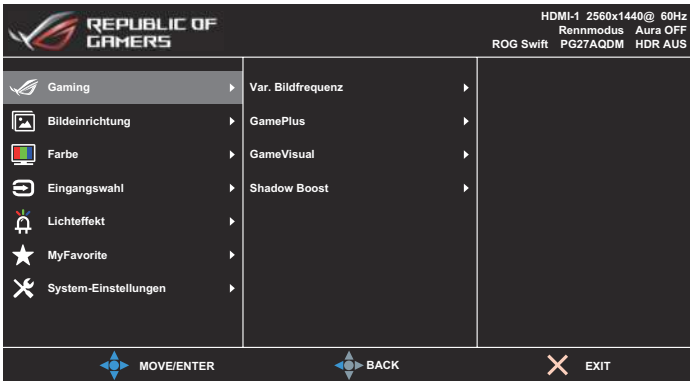 REPUBLIC OF
GAMERS
HDMI-1 2560x1440@ 60Hz
Rennmodus Aura OFF
ROG Swift PG27AQDM HDR AUS
Gaming
Bildeinrichtung
Farbe
Eingangswahl
Lichteffekt
MyFavorite
System-Einstellungen
Var. Bildfrequenz
GamePlus
GameVisual
Shadow Boost
MOVE/ENTER
BACK
EXIT